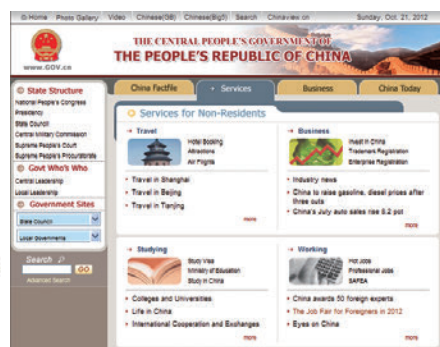 Home Photo Gallery Video Chinese(GB) Chinese(Big5) Search Chinaview.cn Sunday, Oct. 21, 2012
www.GOV.cn
THE CENTRAL PEOPLE'S GOVERNMENT OF
THE PEOPLE'S REPUBLIC OF CHINA
State Structure
National People's Congress
Presidency
State Council
Central Military Commission
Supreme People's Court
Supreme People's Procuratorate
Govt Who's Who
Central Leadership
Local Leadership
Government Sites
State Council
Local Governments
Search
GO
Advanced Search
China Factfile
Services
Business
China Today
Services for Non-Residents
Travel
Hotel Booking
Attractions
Air Flights
Travel in Shanghai
Travel in Beijing
Travel in Tianjing
more
Business
Invest in China
Trademark Registration
Enterprise Registration
Industry news
China to raise gasoline, diesel prices after
three cuts
China's July auto sales rise 8.2 pct
more
Studying
Study Visa
Ministry of Education
Study in China
Colleges and Universities
Life in China
International Cooperation and Exchanges
more
Working
Hot Jobs
Professional Jobs
SAFEA
China awards 50 foreign experts
The Job Fair for Foreigners in 2012
Eyes on China
more